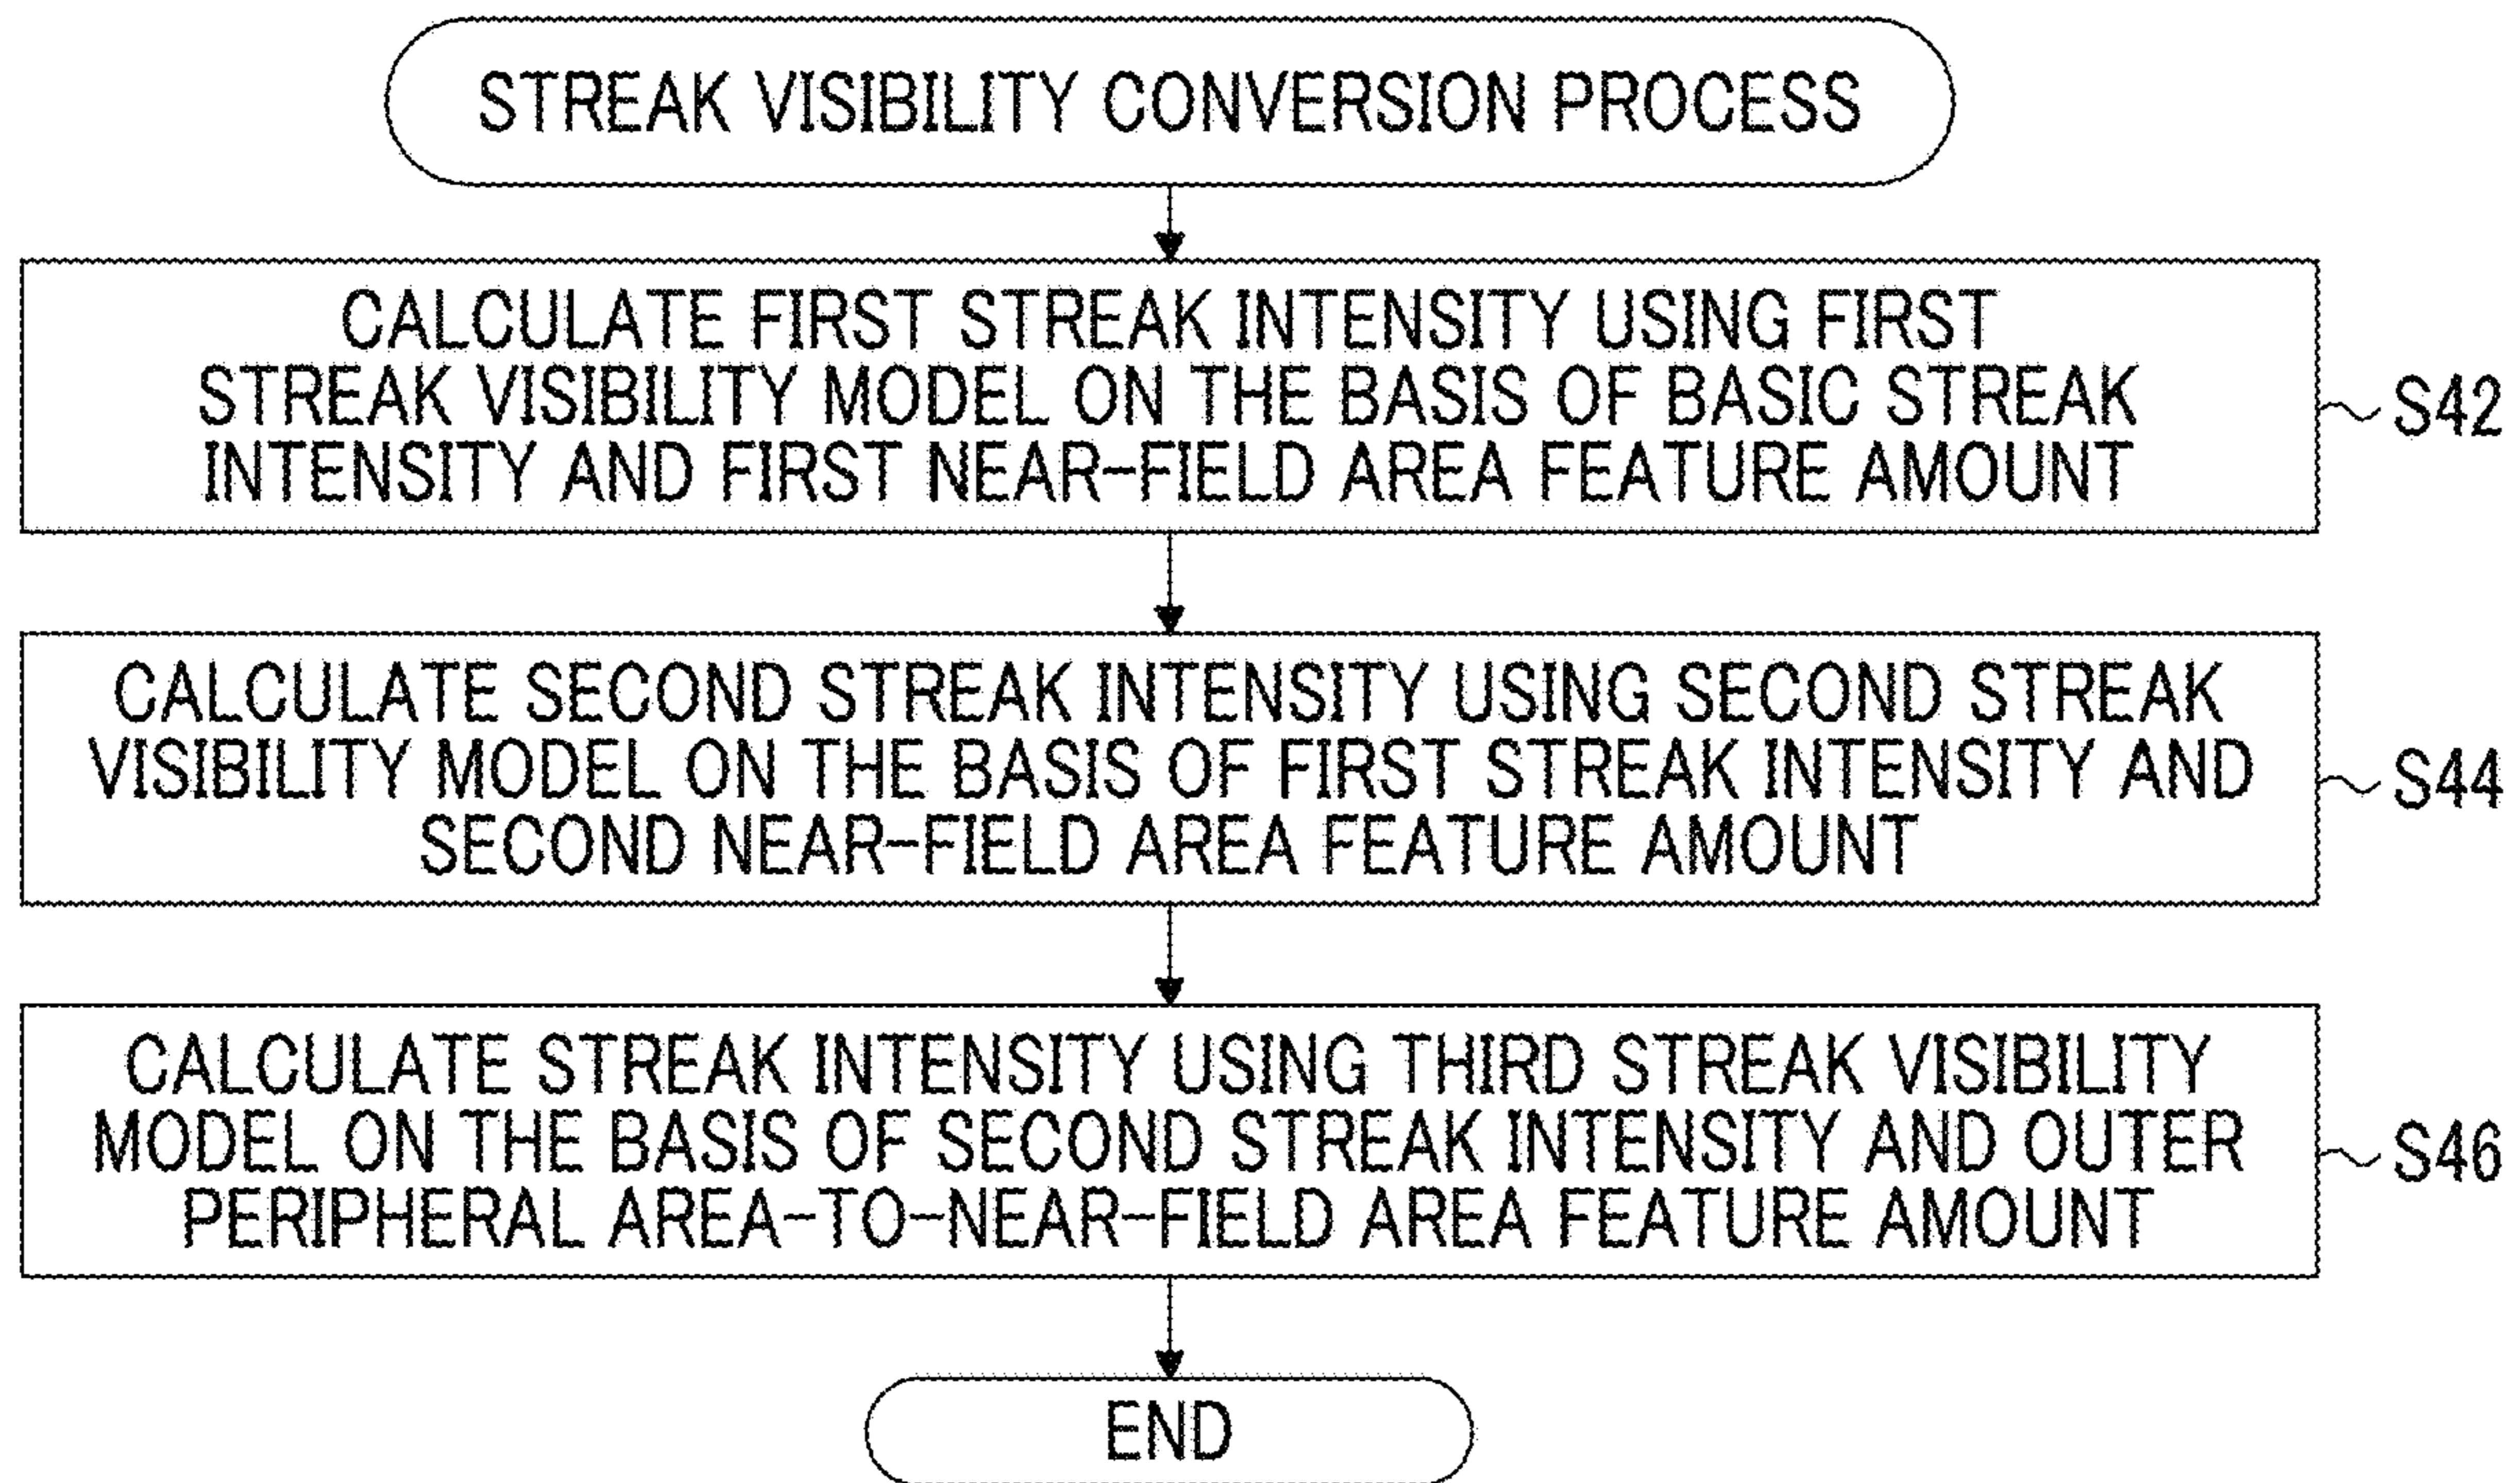 STREAK VISIBILITY CONVERSION PROCESS
CALCULATE FIRST STREAK INTENSITY USING FIRST
STREAK VISIBILITY MODEL ON THE BASIS OF BASIC STREAK
INTENSITY AND FIRST NEAR-FIELD AREA FEATURE AMOUNT
S42
CALCULATE SECOND STREAK INTENSITY USING SECOND STREAK
VISIBILITY MODEL ON THE BASIS OF FIRST STREAK INTENSITY AND
SECOND NEAR-FIELD AREA FEATURE AMOUNT
S44
CALCULATE STREAK INTENSITY USING THIRD STREAK VISIBILITY
MODEL ON THE BASIS OF SECOND STREAK INTENSITY AND OUTER
PERIPHERAL AREA-TO-NEAR-FIELD AREA FEATURE AMOUNT
S46
END